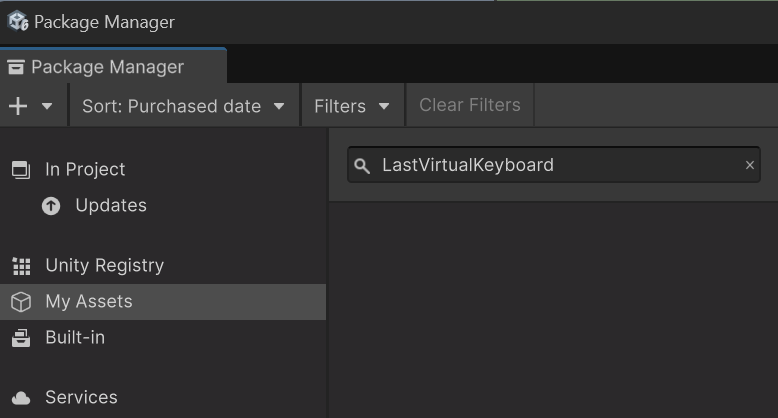 Package Manager
Package Manager
Sort: Purchased date Filters Clear Filters
In Project
Updates
Unity Registry
My Assets
Built-in
Services
LastVirtualKeyboard